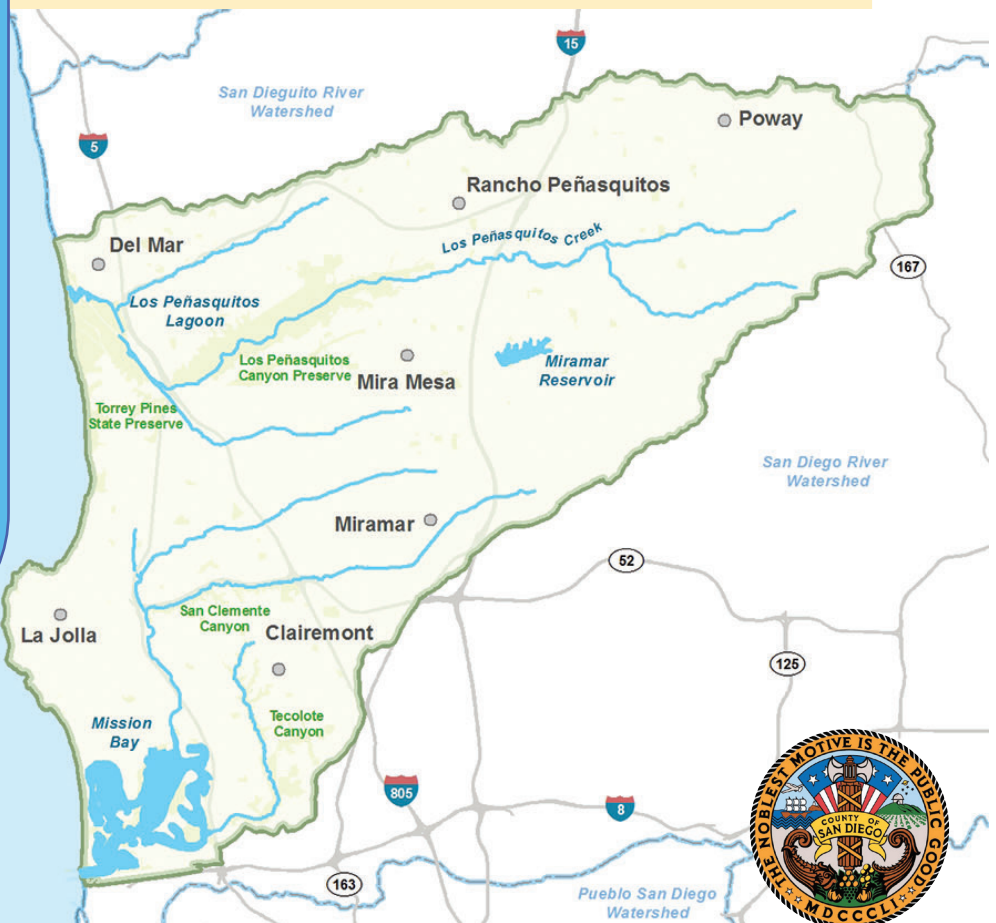 15
San Dieguito River
Watershed
Poway
5
Rancho Peñasquitos
Los Peñasquitos Creek
Del Mar
167
Los Peñasquitos
Lagoon
Los Peñasquitos
Canyon Preserve
Mira Mesa
Miramar
Reservoir
Torrey Pines
State Preserve
San Diego River
Watershed
Miramar
52
San Clemente
Canyon
La Jolla
Clairemont
125
Mission
Bay
Tecolote
Canyon
805
8
163
Pueblo San Diego
Watershed
THE NOBLEST MOTIVE IS THE PUBLIC GOOD
COUNTY OF
SAN DIEGO
MDCCCLI